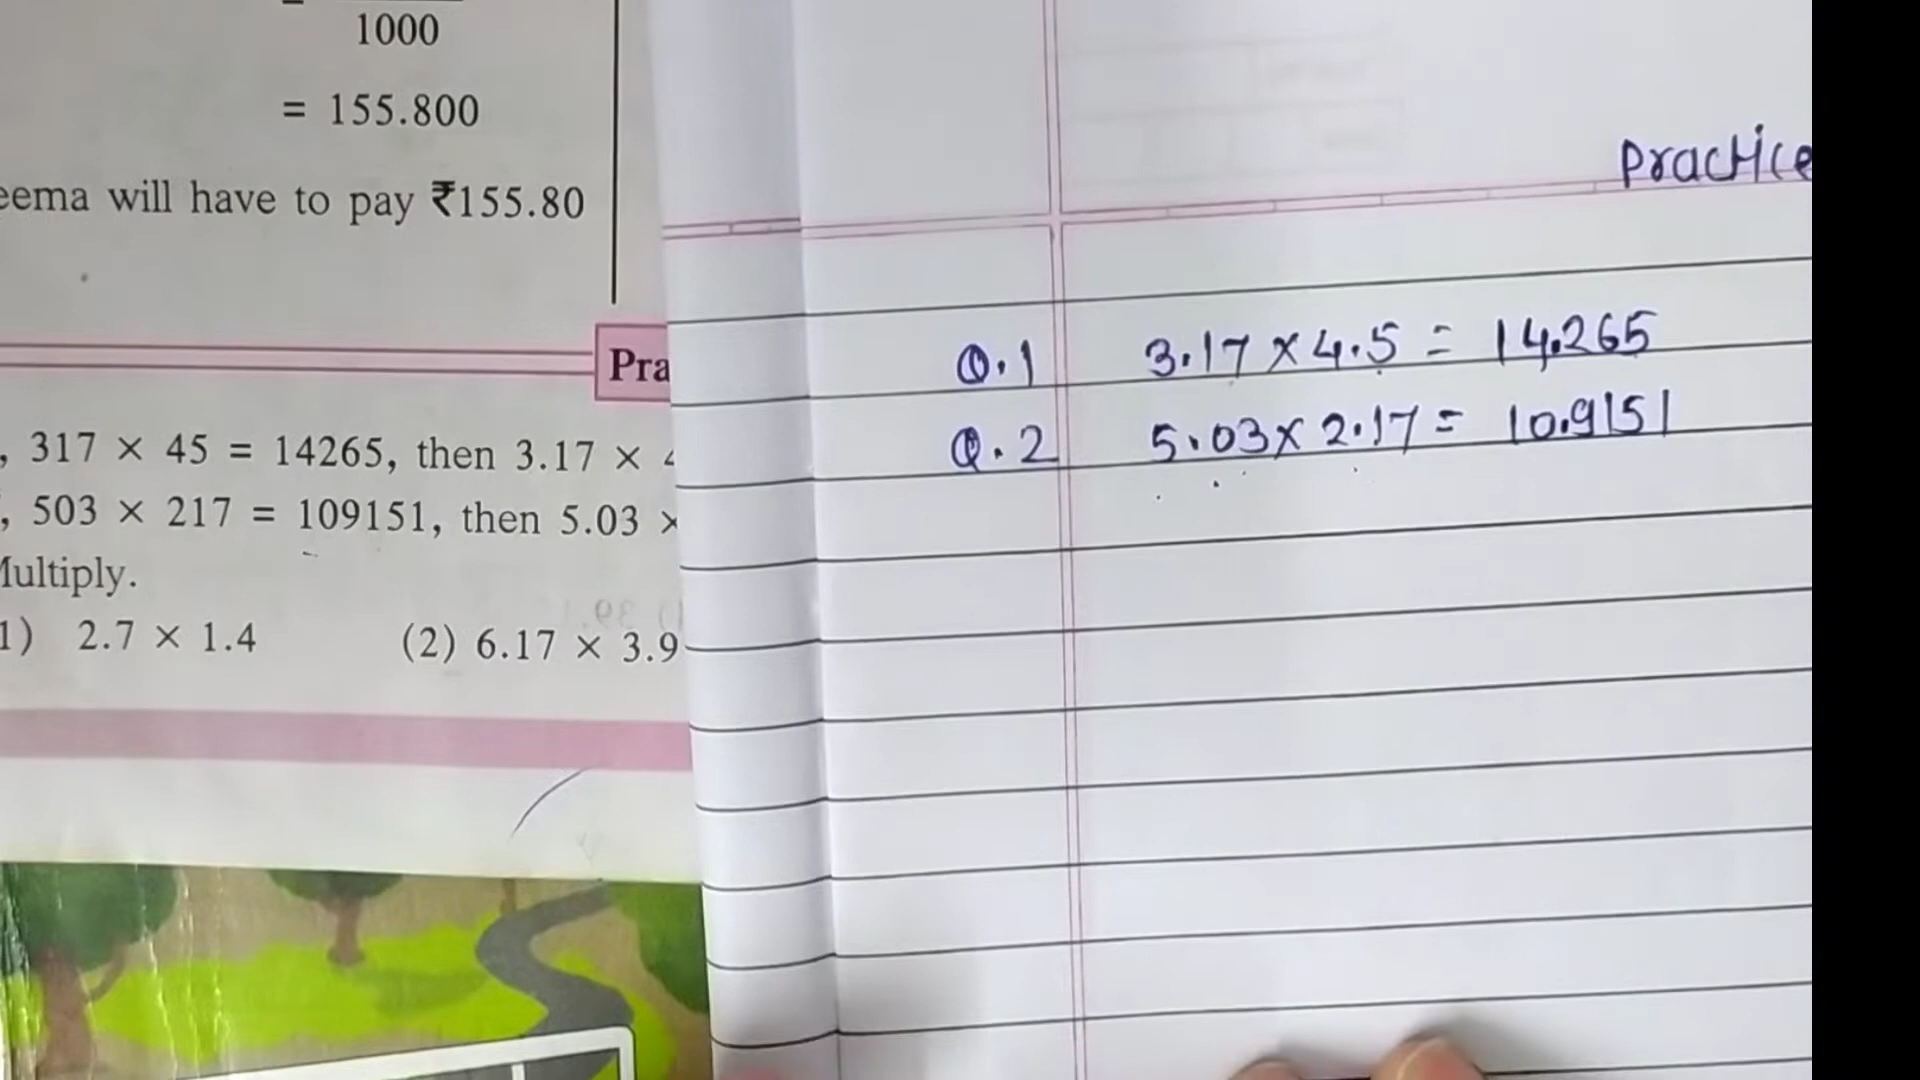 1000
= 155.800
eema will have to pay ₹155.80
Pra
, 317 × 45 = 14265, then 3.17 ×
, 503 × 217 = 109151, then 5.03 ×
Multiply.
1) 2.7 × 1.4 (2) 6.17 × 3.9
Practice
Q.1 3.17 × 4.5 = 14.265
Q.2 5.03 × 2.17 = 10.9151